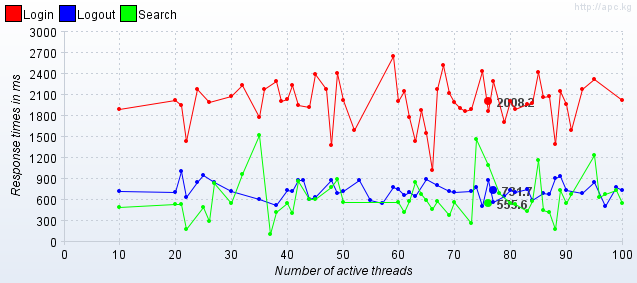 Login Logout Search
http://apo.kg
Response times in ms
3000
2700
2400
2100
1800
1500
1200
900
600
300
0
2008.2
731.7
555.6
0 10 20 30 40 50 60 70 80 90 100
Number of active threads